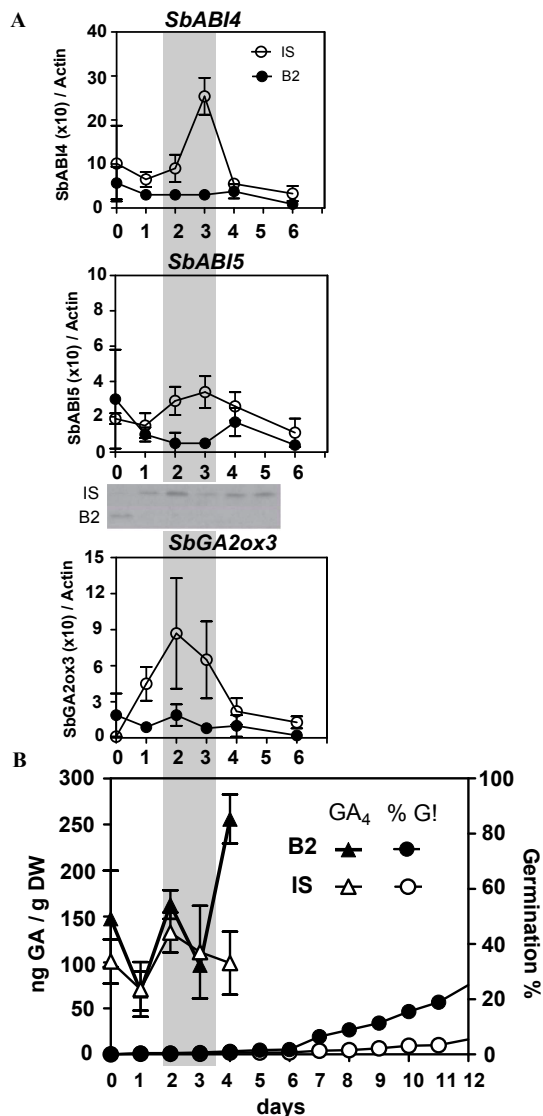 A
SbABI4
SbABI4 (x10) / Actin
40
30
20
10
0
IS
B2
0 1 2 3 4 5 6
SbABI5
SbABI5 (x10) / Actin
10
8
6
4
2
0
0 1 2 3 4 5 6
IS
B2
SbGA2ox3
SbGA2ox3 (x10) / Actin
15
12
9
6
3
0
0 1 2 3 4 5 6
B
ng GA / g DW
300
250
200
150
100
50
0
GA4 % G!
B2
IS
100
80
60
40
20
0
Germination %
0 1 2 3 4 5 6 7 8 9 10 11 12
days